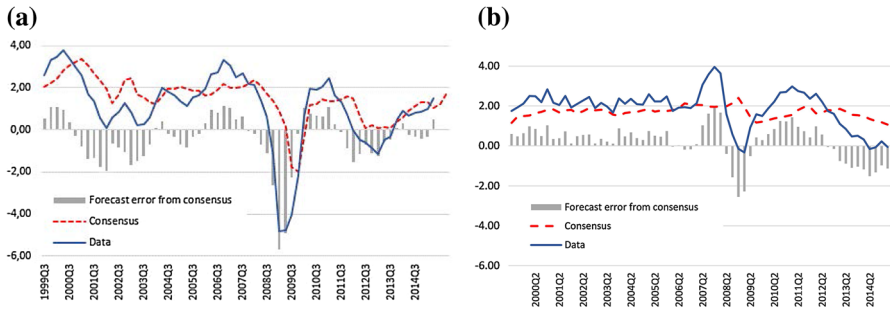 (a)
4,00
2,00
0,00
-2,00
-4,00
-6,00
Forecast error from consensus
Consensus
Data
1999Q3
2000Q3
2001Q3
2002Q3
2003Q3
2004Q3
2005Q3
2006Q3
2007Q3
2008Q3
2009Q3
2010Q3
2011Q3
2012Q3
2013Q3
2014Q3
(b)
4.00
2.00
0.00
-2.00
-4.00
-6.00
Forecast error from consensus
Consensus
Data
2000Q2
2001Q2
2002Q2
2003Q2
2004Q2
2005Q2
2006Q2
2007Q2
2008Q2
2009Q2
2010Q2
2011Q2
2012Q2
2013Q2
2014Q2